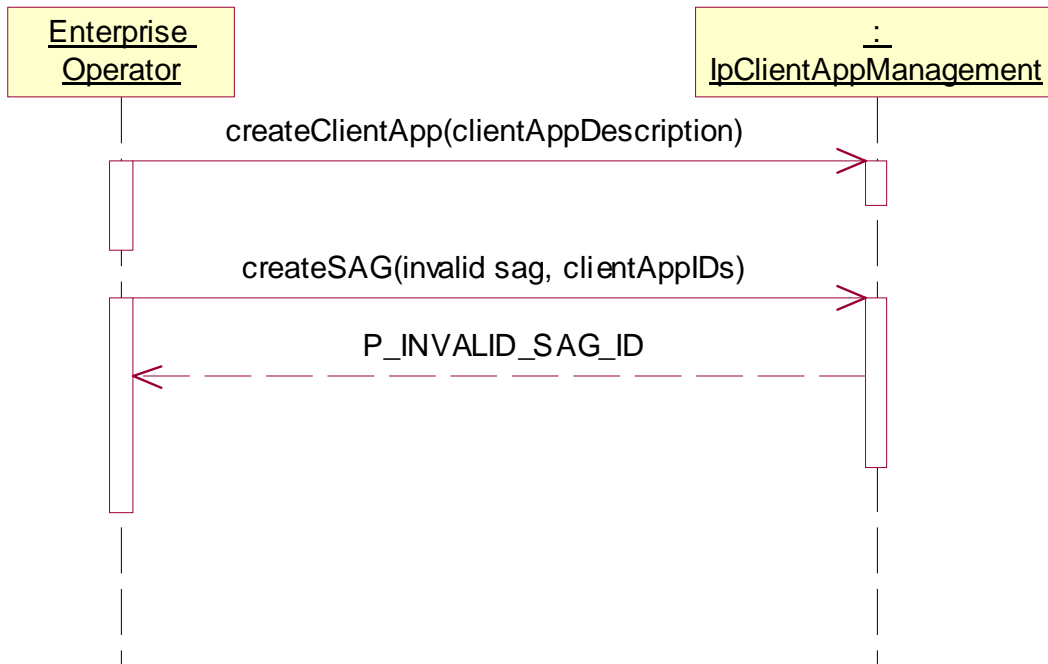 Enterprise
Operator
:
IpClientAppManagement
createClientApp(clientAppDescription)
createSAG(invalid sag, clientAppIDs)
P_INVALID_SAG_ID